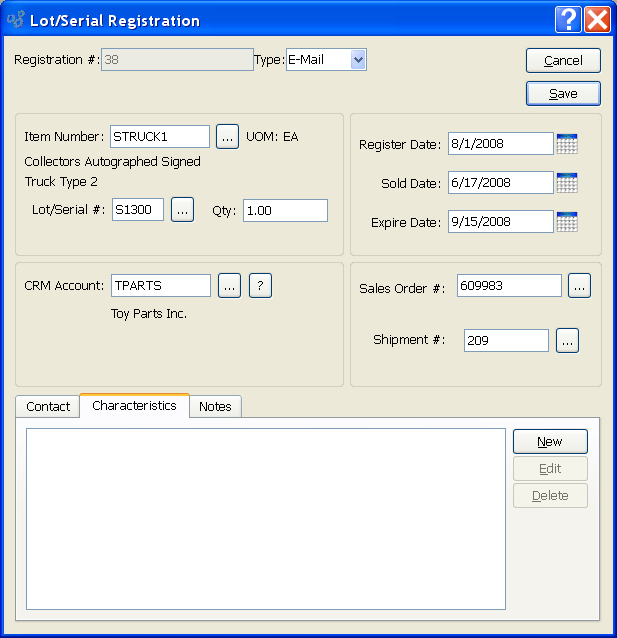 Lot/Serial Registration
?
Registration #: 38 Type: E-Mail
Cancel
Save
Item Number: STRUCK1 ... UOM: EA
Collectors Autographed Signed
Truck Type 2
Lot/Serial #: S1300 ... Qty: 1.00
Register Date: 8/1/2008
Sold Date: 6/17/2008
Expire Date: 9/15/2008
CRM Account: TPARTS ... ?
Toy Parts Inc.
Sales Order #: 609983 ...
Shipment #: 209 ...
Contact Characteristics Notes
New
Edit
Delete